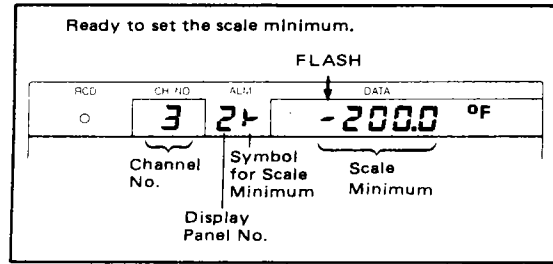 Ready to set the scale minimum.
FLASH
RCD CH NO ALM DATA
3 2⊦ -200.0 °F
Channel No.
Symbol for Scale Minimum
Scale Minimum
Display Panel No.